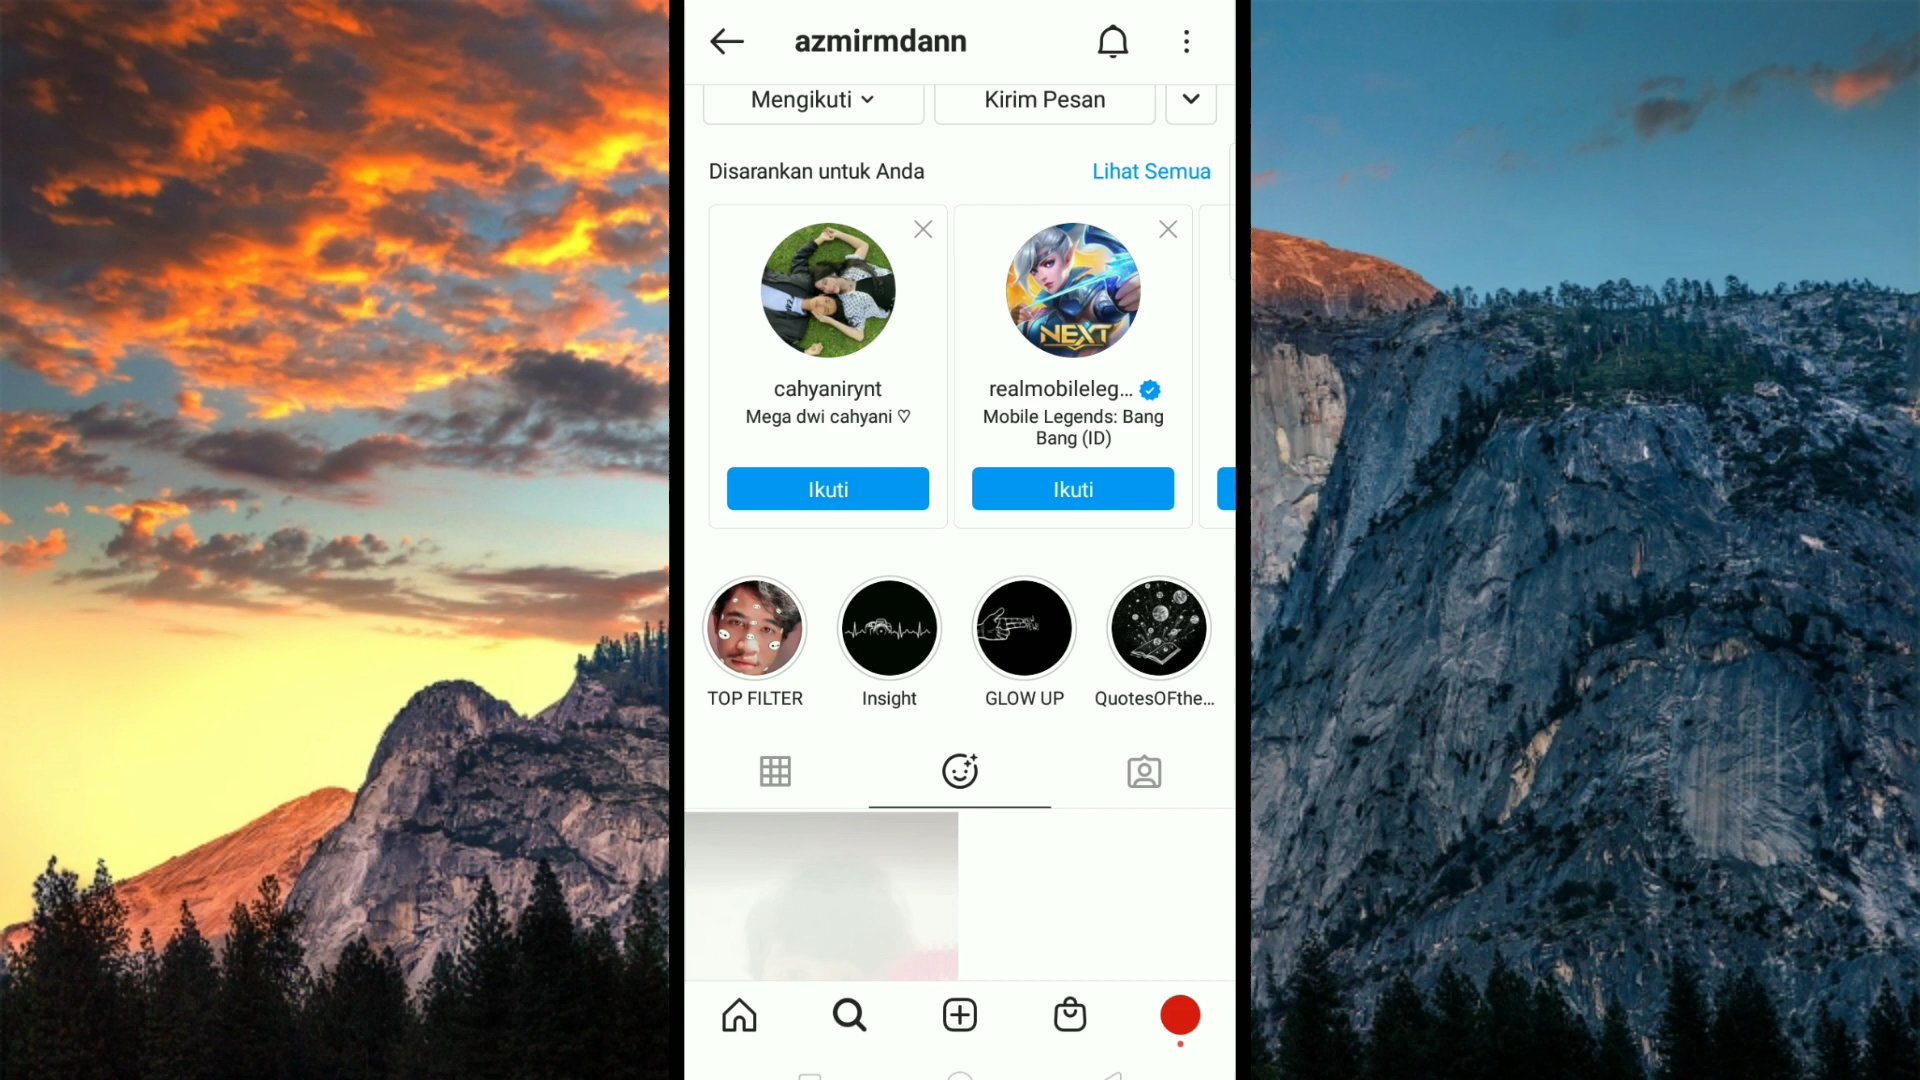 azmirmdann
Mengikuti
Kirim Pesan
Disarankan untuk Anda
Lihat Semua
NEXT
cahyanirynt
Mega dwi cahyani ♡
realmobileleg...
Mobile Legends: Bang
Bang (ID)
Ikuti
Ikuti
TOP FILTER
Insight
GLOW UP
QuotesOFthe...